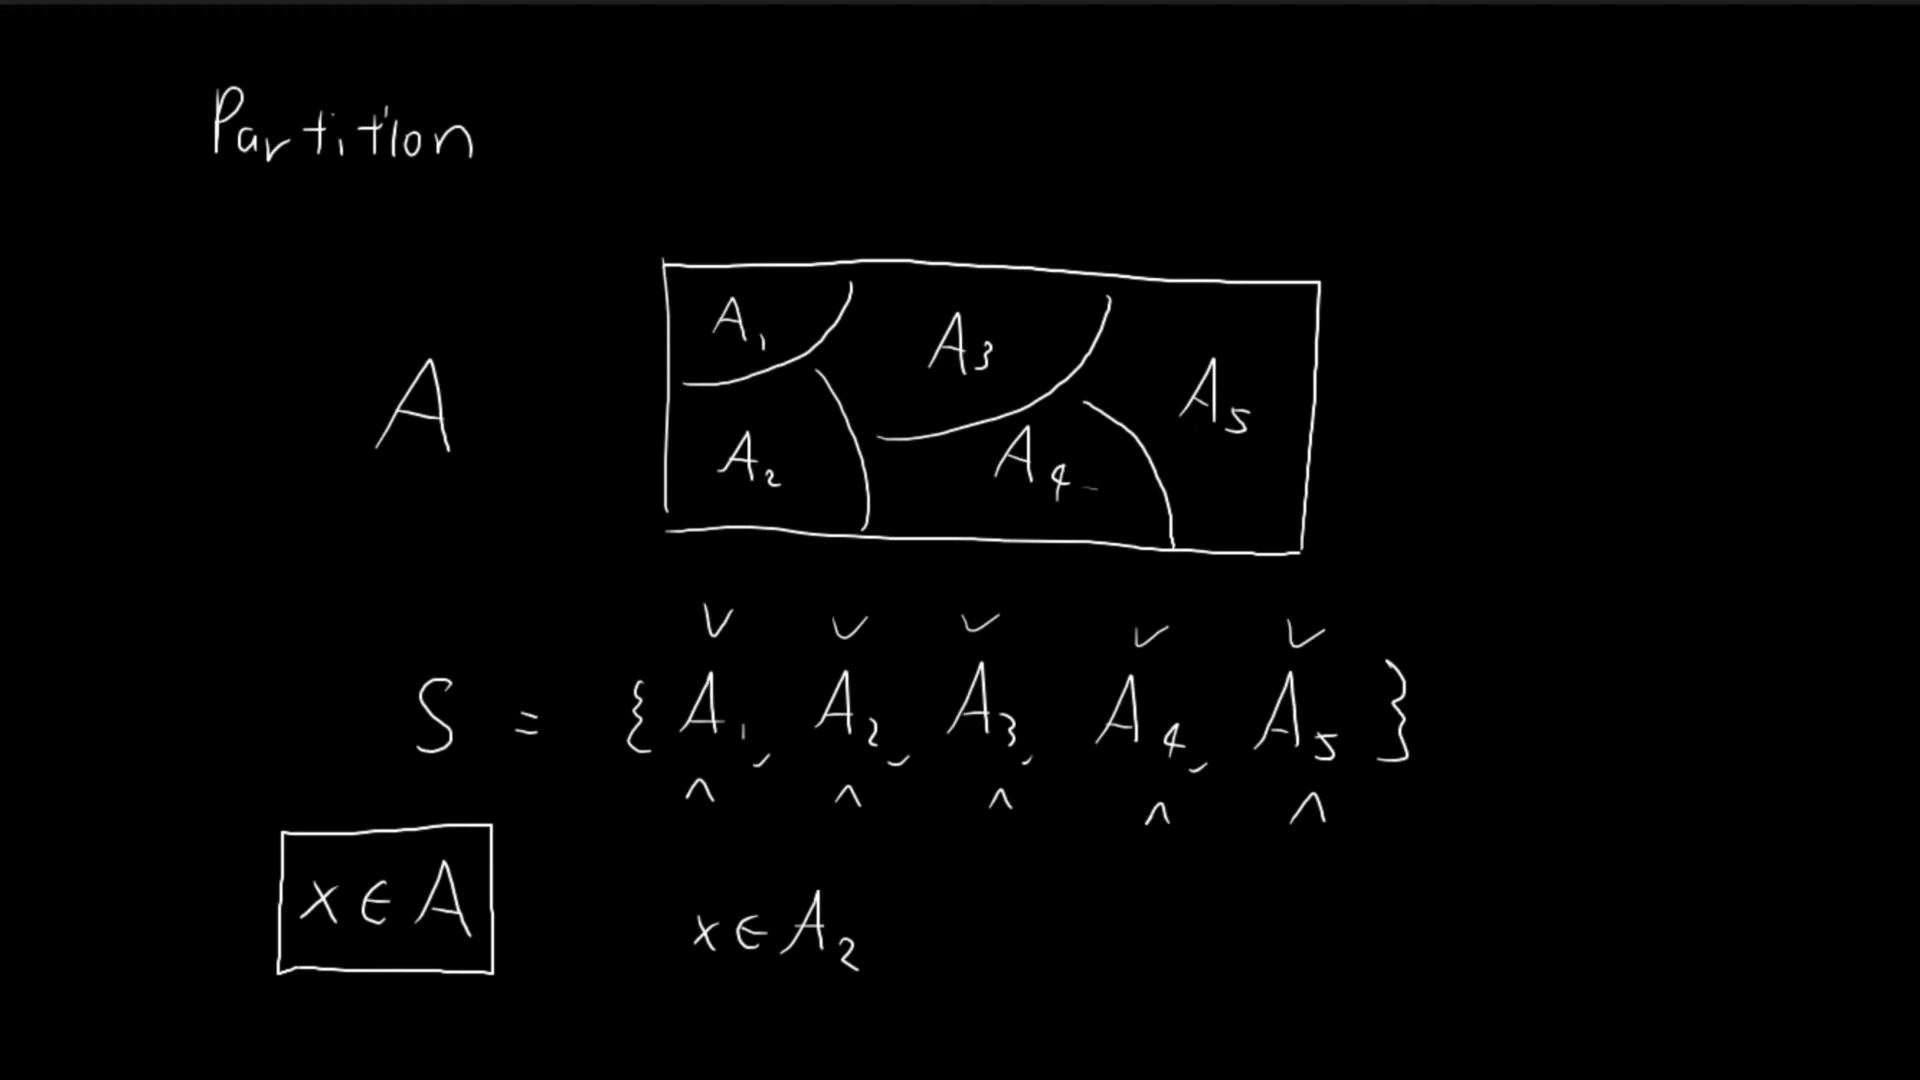 Partition
A₁ A₃ A₅
A
A₂ A₄
S = { A₁, A₂, A₃, A₄, A₅ }
x ∈ A x ∈ A₂